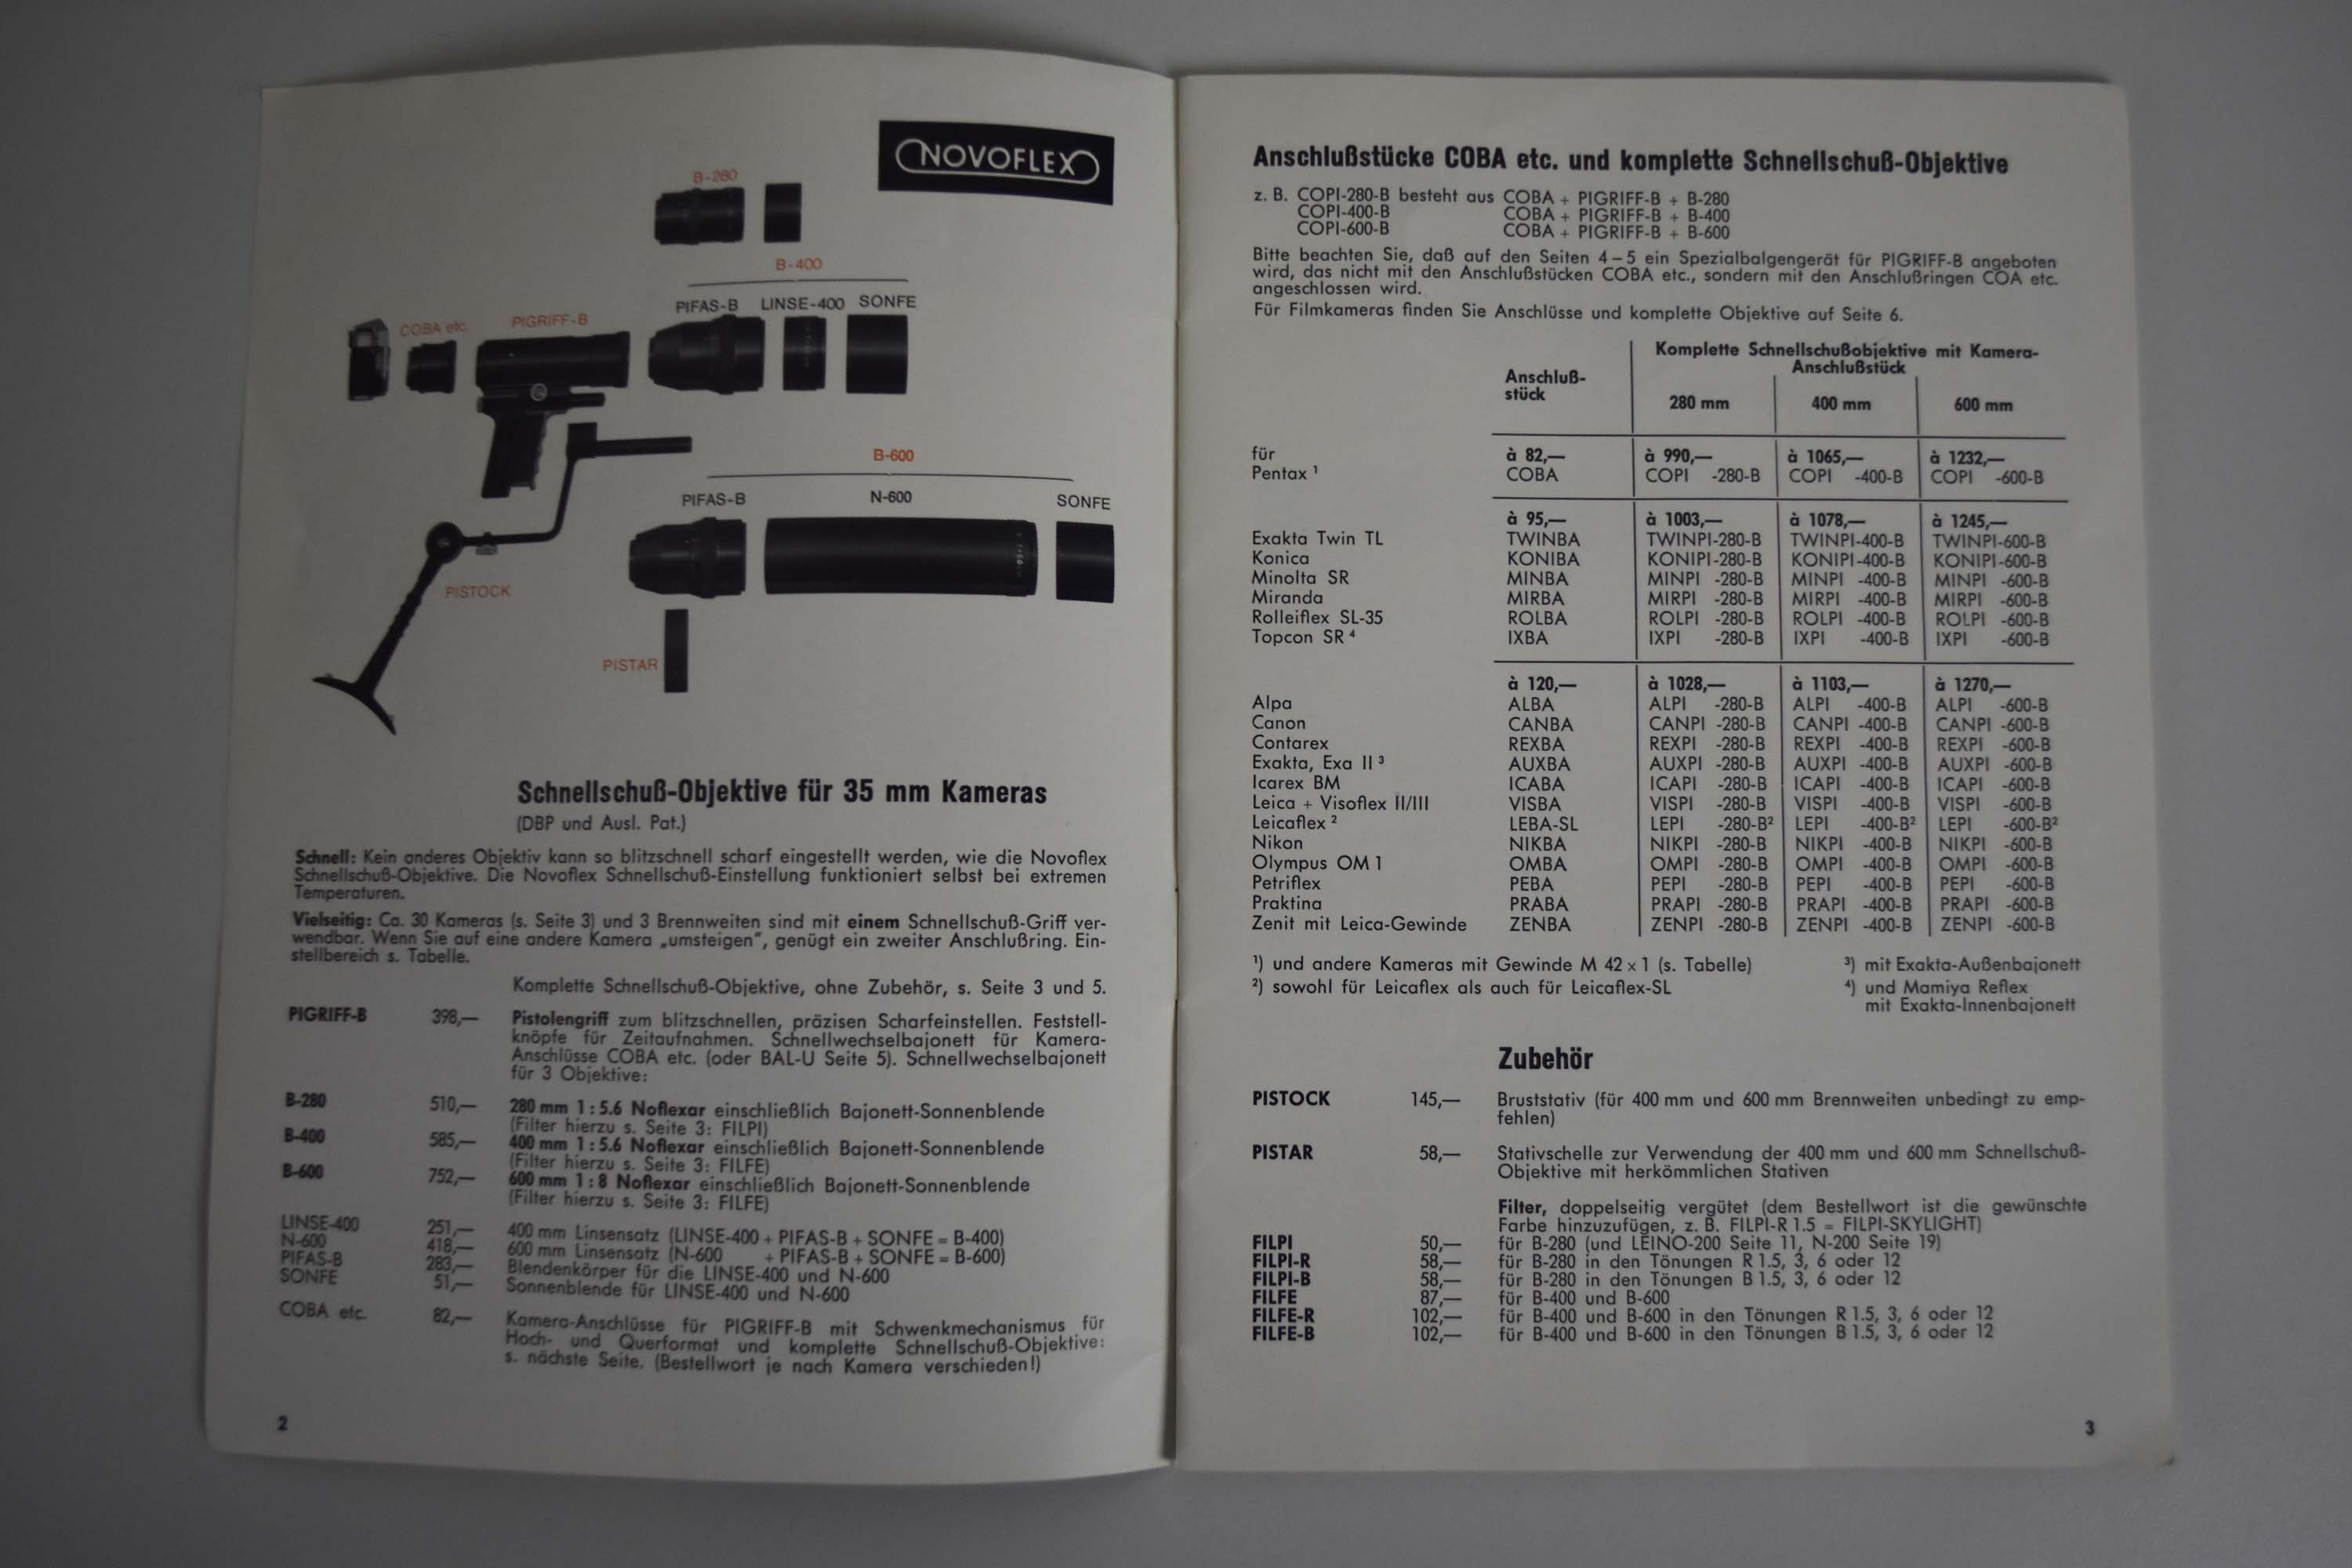 NOVOFLEX
B-280
B-400
PIFAS-B LINSE-400 SONFE
COBA etc PIGRIFF-B
B-600
PIFAS-B N-600 SONFE
PISTOCK
PISTAR
Schnellschuß-Objektive für 35 mm Kameras
(DBP und Ausl. Pat.)
Schnell: Kein anderes Objektiv kann so blitzschnell scharf eingestellt werden, wie die Novoflex
Schnellschuß-Objektive. Die Novoflex Schnellschuß-Einstellung funktioniert selbst bei extremen
Temperaturen.
Vielseitig: Ca. 30 Kameras (s. Seite 3) und 3 Brennweiten sind mit einem Schnellschuß-Griff ver-
wendbar. Wenn Sie auf eine andere Kamera „umsteigen“, genügt ein zweiter Anschlußring. Ein-
stellbereich s. Tabelle.
Komplette Schnellschuß-Objektive, ohne Zubehör, s. Seite 3 und 5.
PIGRIFF-B 398,— Pistolengriff zum blitzschnellen, präzisen Scharfeinstellen. Feststell-
knöpfe für Zeitaufnahmen. Schnellwechselbajonett für Kamera-
Anschlüsse COBA etc. (oder BAL-U Seite 5). Schnellwechselbajonett
für 3 Objektive:
B-280 510,— 280 mm 1 : 5.6 Noflexar einschließlich Bajonett-Sonnenblende
(Filter hierzu s. Seite 3: FILPI)
B-400 585,— 400 mm 1 : 5.6 Noflexar einschließlich Bajonett-Sonnenblende
(Filter hierzu s. Seite 3: FILFE)
B-600 752,— 600 mm 1 : 8 Noflexar einschließlich Bajonett-Sonnenblende
(Filter hierzu s. Seite 3: FILFE)
LINSE-400 251,— 400 mm Linsensatz (LINSE-400 + PIFAS-B + SONFE = B-400)
N-600 418,— 600 mm Linsensatz (N-600 + PIFAS-B + SONFE = B-600)
PIFAS-B 283,— Blendenkörper für die LINSE-400 und N-600
SONFE 51,— Sonnenblende für LINSE-400 und N-600
COBA etc. 82,— Kamera-Anschlüsse für PIGRIFF-B mit Schwenkmechanismus für
Hoch- und Querformat und komplette Schnellschuß-Objektive:
s. nächste Seite. (Bestellwort je nach Kamera verschieden!)
2
Anschlußstücke COBA etc. und komplette Schnellschuß-Objektive
z. B. COPI-280-B besteht aus COBA + PIGRIFF-B + B-280
COPI-400-B COBA + PIGRIFF-B + B-400
COPI-600-B COBA + PIGRIFF-B + B-600
Bitte beachten Sie, daß auf den Seiten 4 – 5 ein Spezialbalgengerät für PIGRIFF-B angeboten
wird, das nicht mit den Anschlußstücken COBA etc., sondern mit den Anschlußringen COA etc.
angeschlossen wird.
Für Filmkameras finden Sie Anschlüsse und komplette Objektive auf Seite 6.
Komplette Schnellschußobjektive mit Kamera-
Anschlußstück
Anschluß-
stück
280 mm 400 mm 600 mm
für à 82,— à 990,— à 1065,— à 1232,—
Pentax ¹ COBA COPI -280-B COPI -400-B COPI -600-B
à 95,— à 1003,— à 1078,— à 1245,—
Exakta Twin TL TWINBA TWINPI-280-B TWINPI-400-B TWINPI-600-B
Konica KONIBA KONIPI-280-B KONIPI-400-B KONIPI-600-B
Minolta SR MINBA MINPI -280-B MINPI -400-B MINPI -600-B
Miranda MIRBA MIRPI -280-B MIRPI -400-B MIRPI -600-B
Rolleiflex SL-35 ROLBA ROLPI -280-B ROLPI -400-B ROLPI -600-B
Topcon SR ⁴ IXBA IXPI -280-B IXPI -400-B IXPI -600-B
à 120,— à 1028,— à 1103,— à 1270,—
Alpa ALBA ALPI -280-B ALPI -400-B ALPI -600-B
Canon CANBA CANPI -280-B CANPI -400-B CANPI -600-B
Contarex REXBA REXPI -280-B REXPI -400-B REXPI -600-B
Exakta, Exa II ³ AUXBA AUXPI -280-B AUXPI -400-B AUXPI -600-B
Icarex BM ICABA ICAPI -280-B ICAPI -400-B ICAPI -600-B
Leica + Visoflex II/III VISBA VISPI -280-B VISPI -400-B VISPI -600-B
Leicaflex ² LEBA-SL LEPI -280-B² LEPI -400-B² LEPI -600-B²
Nikon NIKBA NIKPI -280-B NIKPI -400-B NIKPI -600-B
Olympus OM 1 OMBA OMPI -280-B OMPI -400-B OMPI -600-B
Petriflex PEBA PEPI -280-B PEPI -400-B PEPI -600-B
Praktina PRABA PRAPI -280-B PRAPI -400-B PRAPI -600-B
Zenit mit Leica-Gewinde ZENBA ZENPI -280-B ZENPI -400-B ZENPI -600-B
¹) und andere Kameras mit Gewinde M 42 × 1 (s. Tabelle) ³) mit Exakta-Außenbajonett
²) sowohl für Leicaflex als auch für Leicaflex-SL ⁴) und Mamiya Reflex
mit Exakta-Innenbajonett
Zubehör
PISTOCK 145,— Bruststativ (für 400 mm und 600 mm Brennweiten unbedingt zu emp-
fehlen)
PISTAR 58,— Stativschelle zur Verwendung der 400 mm und 600 mm Schnellschuß-
Objektive mit herkömmlichen Stativen
Filter, doppelseitig vergütet (dem Bestellwort ist die gewünschte
Farbe hinzuzufügen, z. B. FILPI-R 1.5 = FILPI-SKYLIGHT)
FILPI 50,— für B-280 (und LEINO-200 Seite 11, N-200 Seite 19)
FILPI-R 58,— für B-280 in den Tönungen R 1.5, 3, 6 oder 12
FILPI-B 58,— für B-280 in den Tönungen B 1.5, 3, 6 oder 12
FILFE 87,— für B-400 und B-600
FILFE-R 102,— für B-400 und B-600 in den Tönungen R 1.5, 3, 6 oder 12
FILFE-B 102,— für B-400 und B-600 in den Tönungen B 1.5, 3, 6 oder 12
3